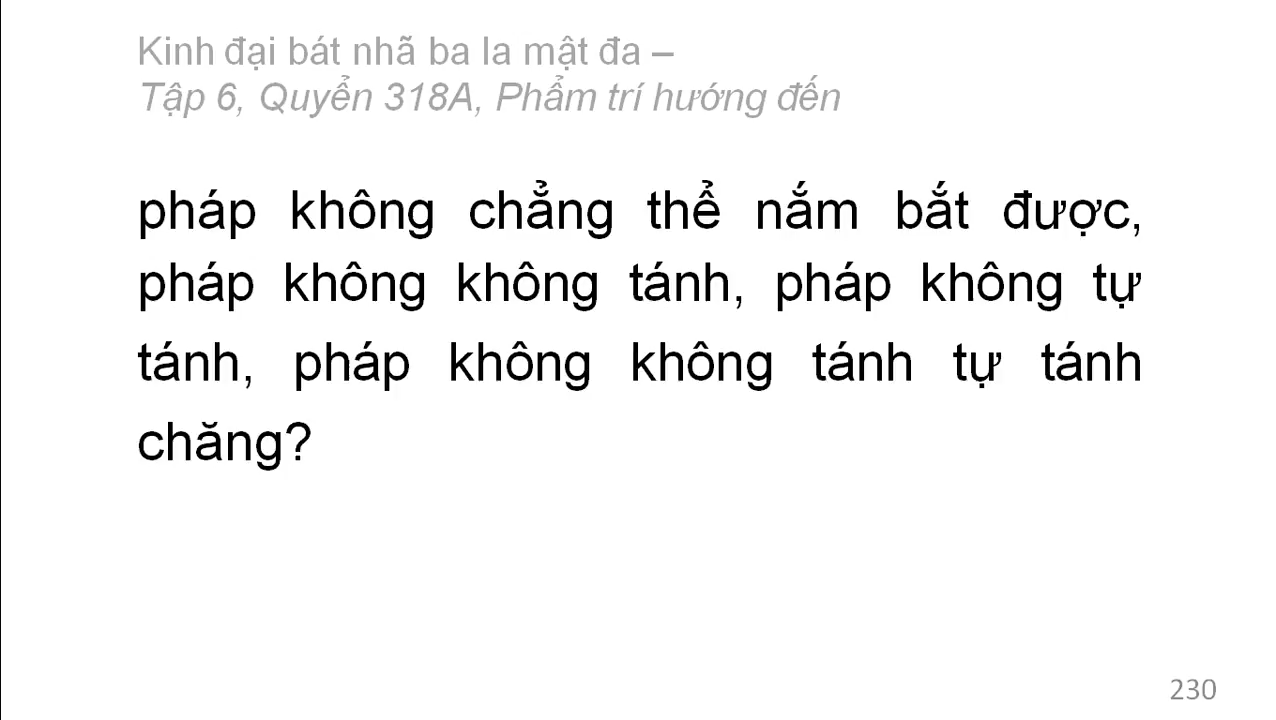 Kinh đại bát nhã ba la mật đa –
Tập 6, Quyển 318A, Phẩm trí hướng đến
pháp không chẳng thể nắm bắt được,
pháp không không tánh, pháp không tự
tánh, pháp không không tánh tự tánh
chăng?
230